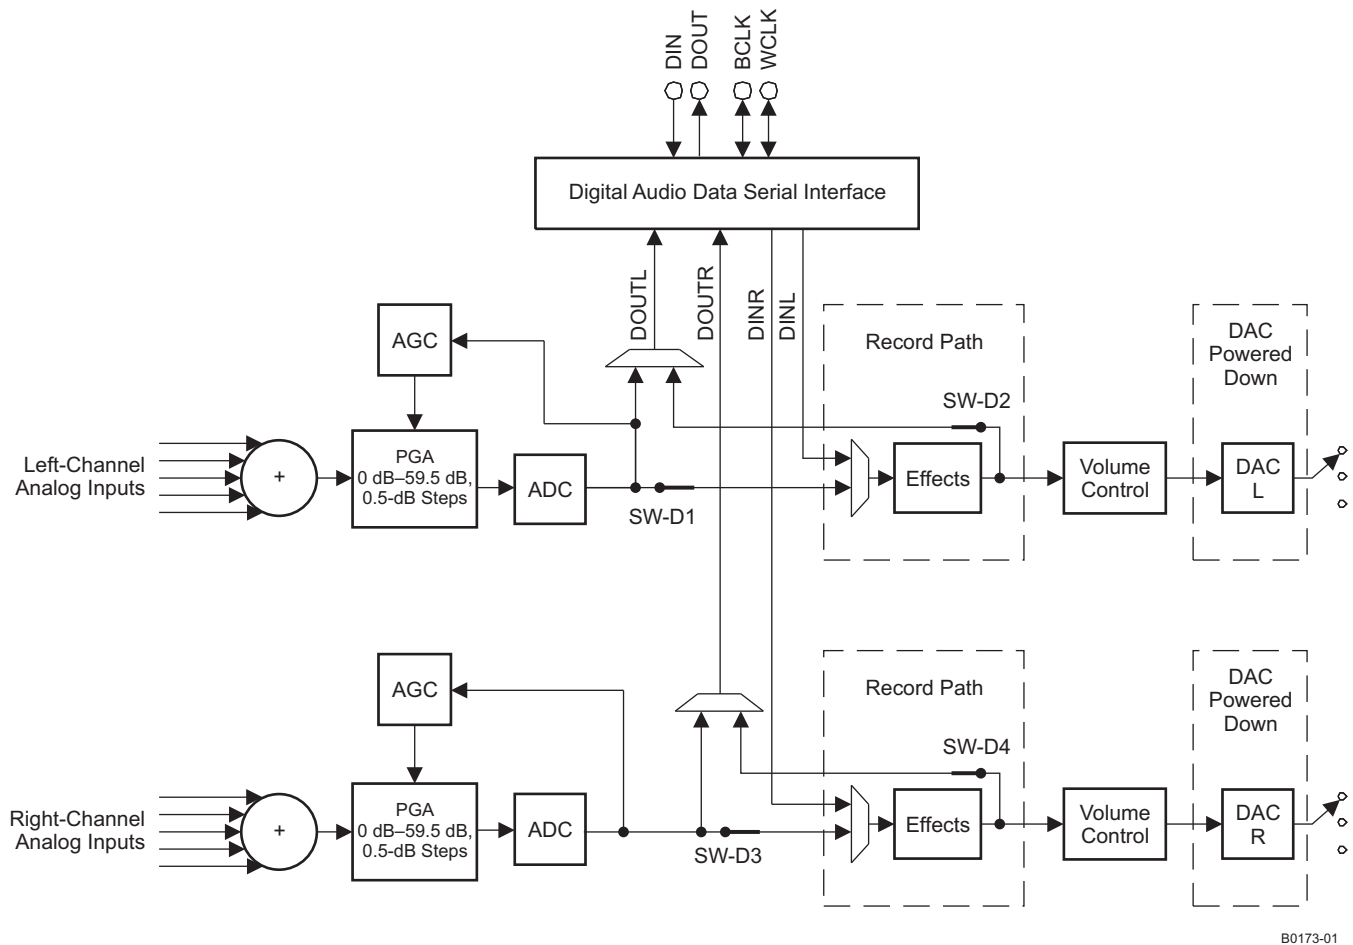 DIN
DOUT
BCLK
WCLK
Digital Audio Data Serial Interface
DOUTL
DOUTR
DINR
DINL
AGC
Record Path
DAC
Powered
Down
SW-D2
Left-Channel
Analog Inputs
+
PGA
0 dB–59.5 dB,
0.5-dB Steps
ADC
SW-D1
Effects
Volume
Control
DAC
L
AGC
Record Path
DAC
Powered
Down
SW-D4
Right-Channel
Analog Inputs
+
PGA
0 dB–59.5 dB,
0.5-dB Steps
ADC
SW-D3
Effects
Volume
Control
DAC
R
B0173-01